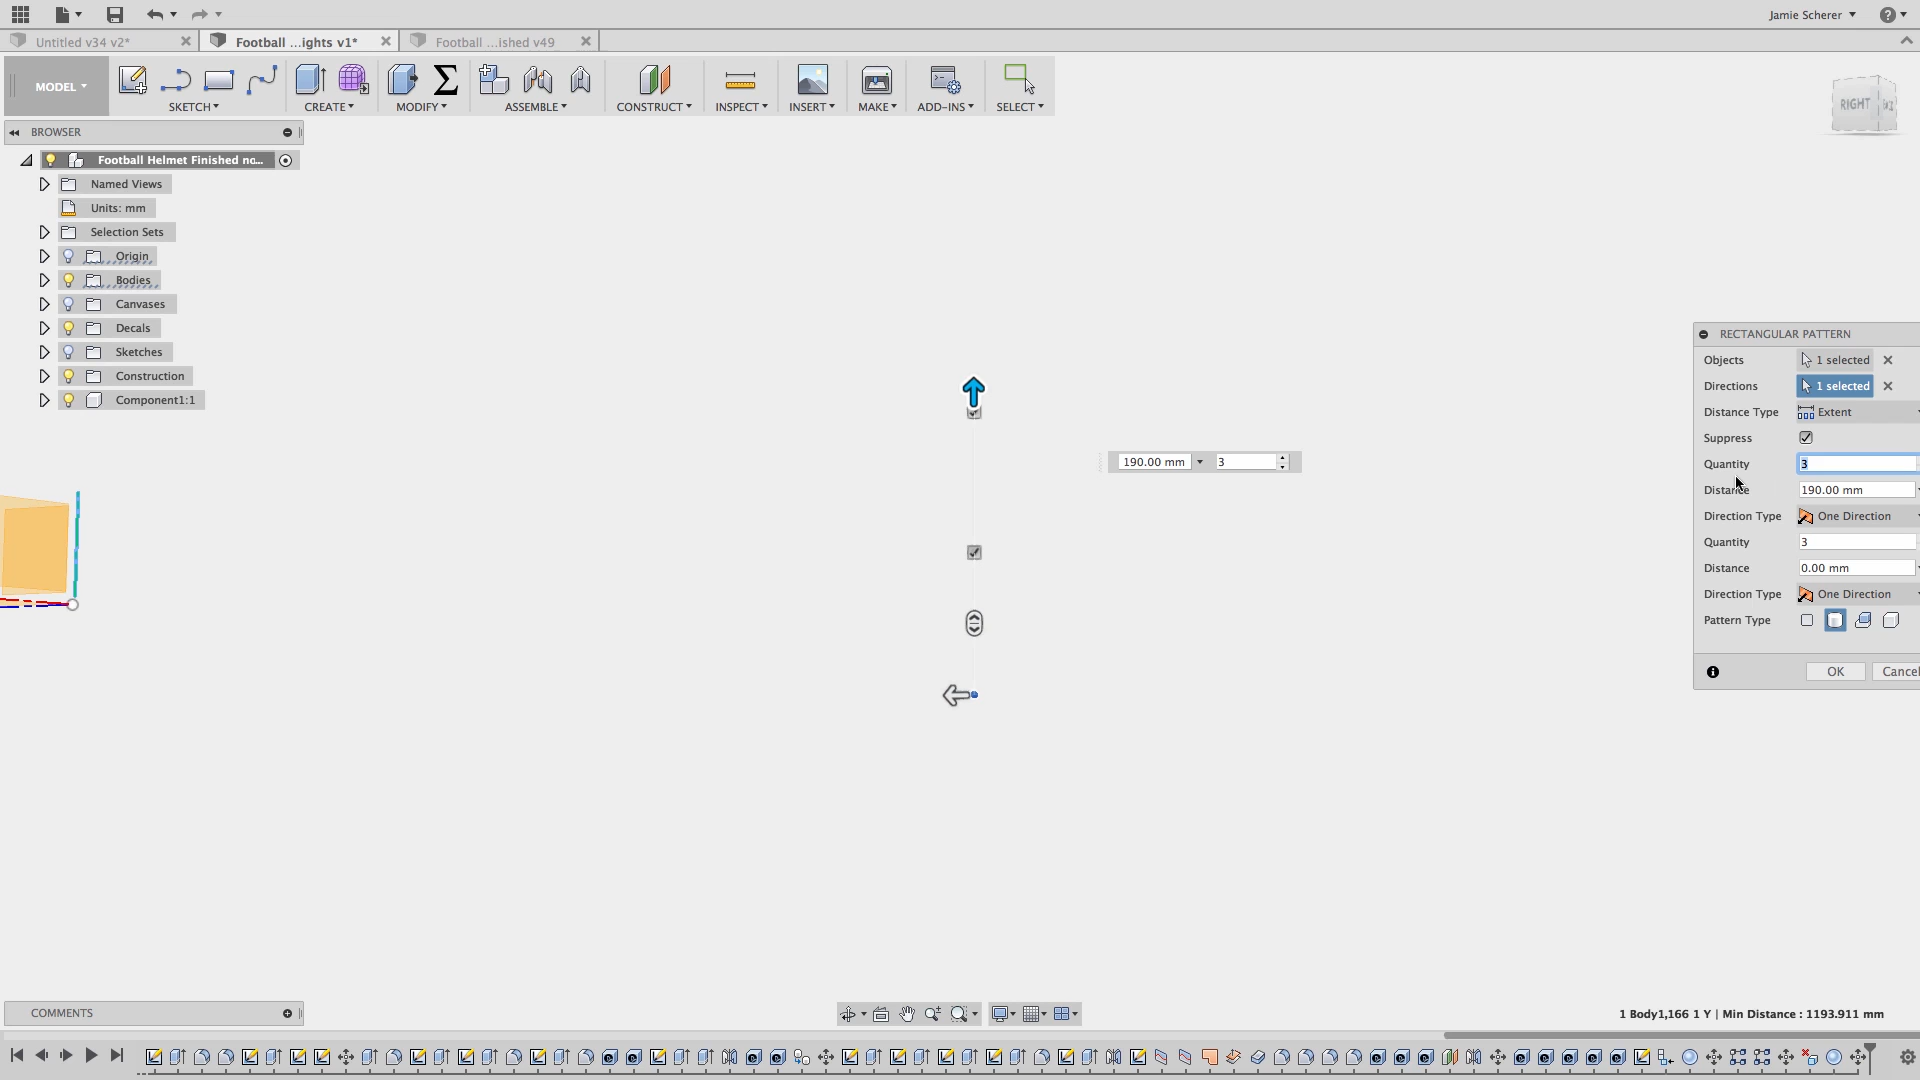 Jamie Scherer
Untitled v34 v2*
Football ...ights v1*
Football ...ished v49
MODEL
SKETCH
CREATE
MODIFY
ASSEMBLE
CONSTRUCT
INSPECT
INSERT
MAKE
ADD-INS
SELECT
RIGHT
BROWSER
Football Helmet Finished no...
Named Views
Units: mm
Selection Sets
Origin
Bodies
Canvases
Decals
Sketches
Construction
Component1:1
190.00 mm 3
RECTANGULAR PATTERN
Objects 1 selected
Directions 1 selected
Distance Type Extent
Suppress
Quantity 3
Distance 190.00 mm
Direction Type One Direction
Quantity 3
Distance 0.00 mm
Direction Type One Direction
Pattern Type
OK Cancel
COMMENTS
1 Body1,166 1 Y | Min Distance : 1193.911 mm